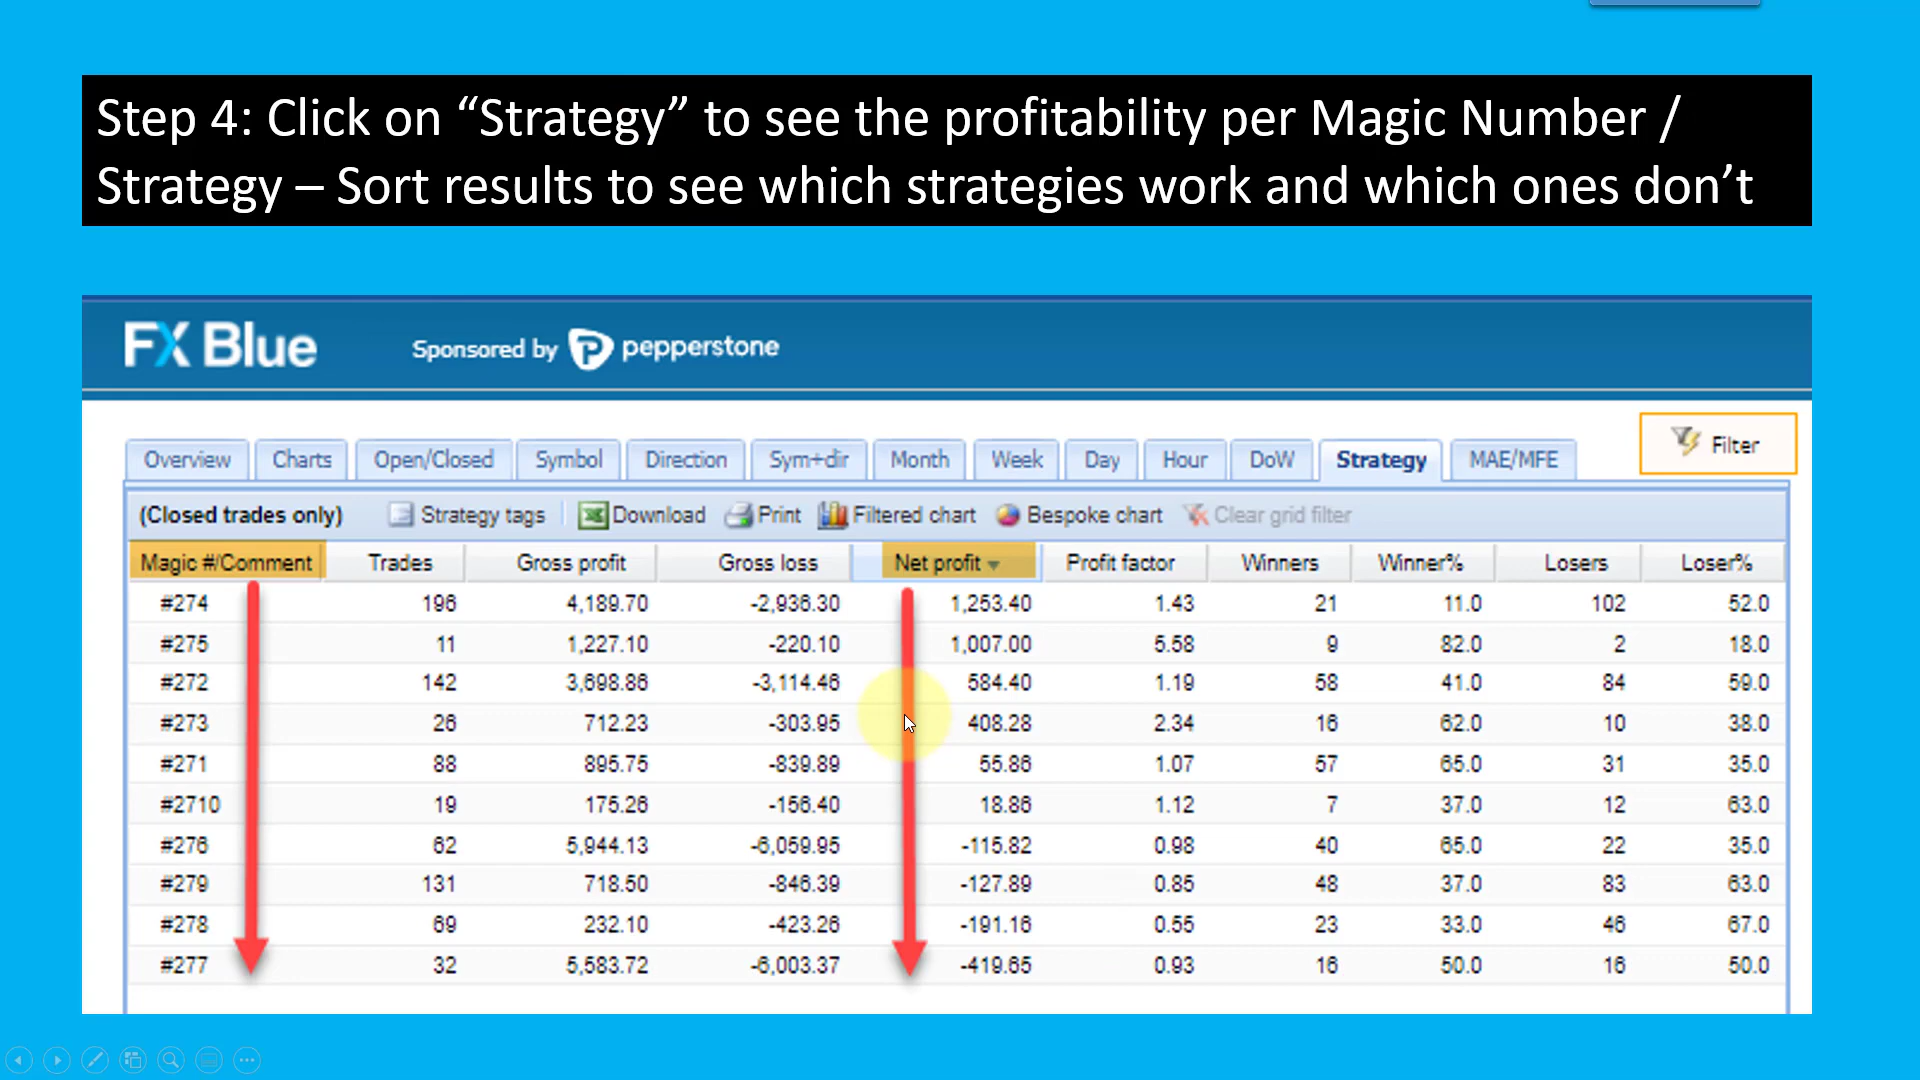 Step 4: Click on “Strategy” to see the profitability per Magic Number /
Strategy – Sort results to see which strategies work and which ones don’t
FX Blue Sponsored by pepperstone
Filter
Overview Charts Open/Closed Symbol Direction Sym+dir Month Week Day Hour DoW Strategy MAE/MFE
(Closed trades only) Strategy tags Download Print Filtered chart Bespoke chart Clear grid filter
Magic #/Comment Trades Gross profit Gross loss Net profit Profit factor Winners Winner% Losers Loser%
#274 196 4,189.70 -2,936.30 1,253.40 1.43 21 11.0 102 52.0
#275 11 1,227.10 -220.10 1,007.00 5.58 9 82.0 2 18.0
#272 142 3,698.86 -3,114.46 584.40 1.19 58 41.0 84 59.0
#273 26 712.23 -303.95 408.28 2.34 16 62.0 10 38.0
#271 88 895.75 -839.89 55.86 1.07 57 65.0 31 35.0
#2710 19 175.26 -156.40 18.86 1.12 7 37.0 12 63.0
#276 62 5,944.13 -6,059.95 -115.82 0.98 40 65.0 22 35.0
#279 131 718.50 -846.39 -127.89 0.85 48 37.0 83 63.0
#278 69 232.10 -423.26 -191.16 0.55 23 33.0 46 67.0
#277 32 5,583.72 -6,003.37 -419.65 0.93 16 50.0 16 50.0